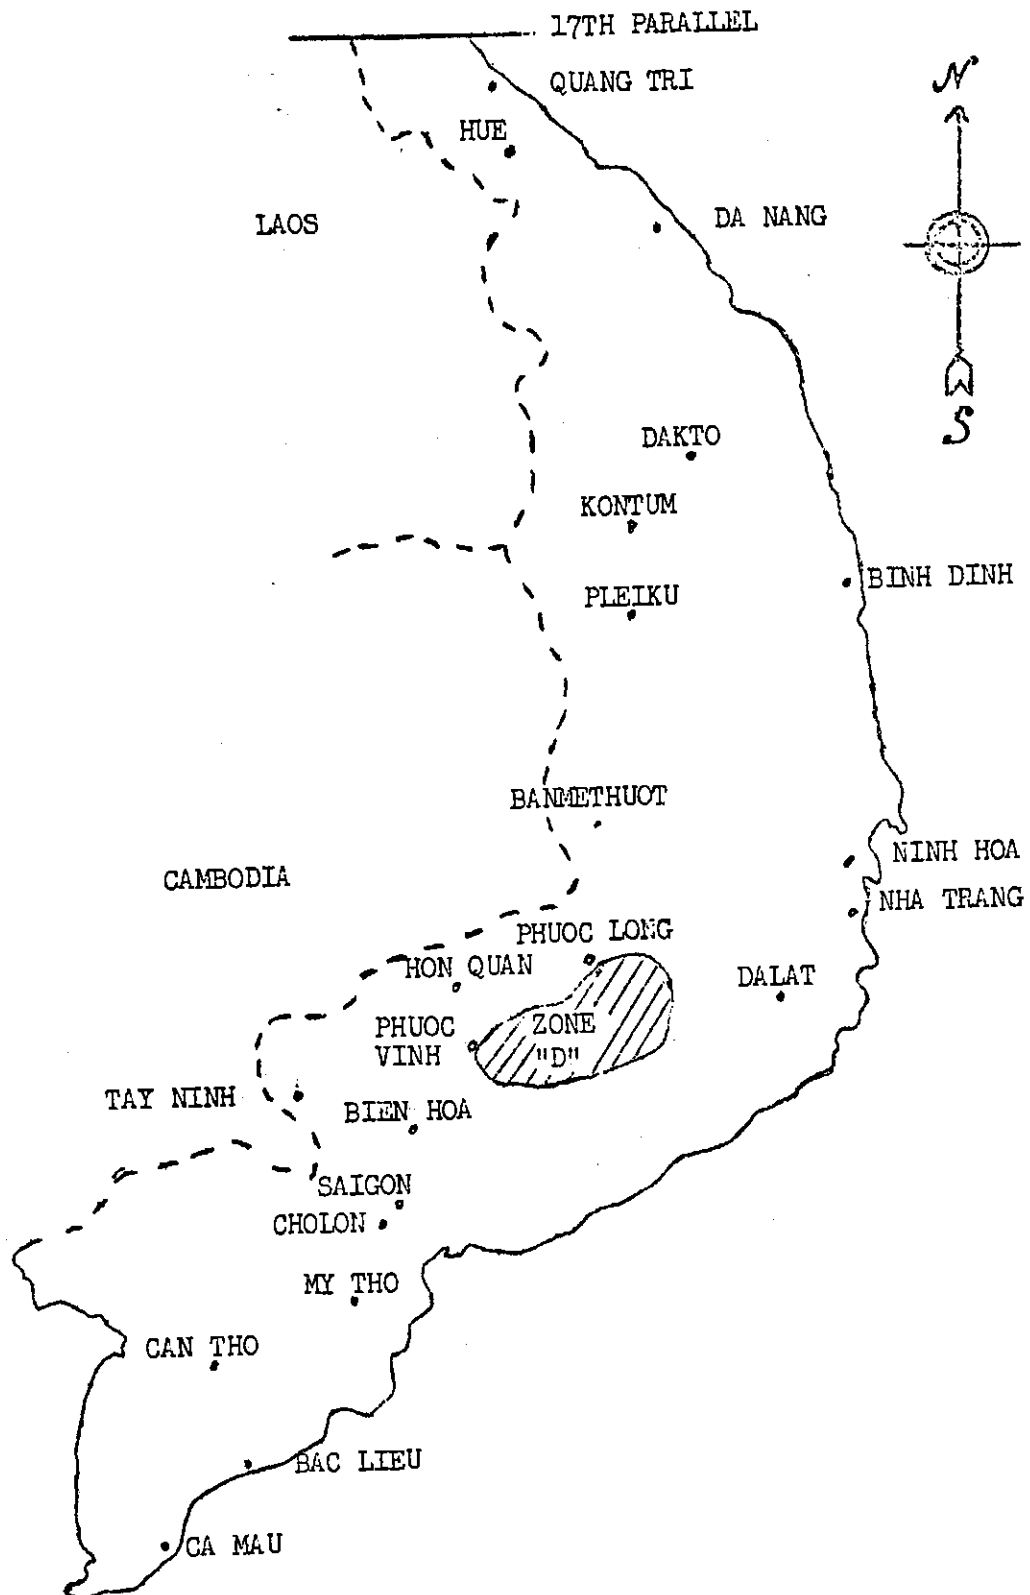 17TH PARALLEL
QUANG TRI
N
HUE
LAOS
DA NANG
S
DAKTO
KONTUM
BINH DINH
PLEIKU
BANMETHUOT
NINH HOA
CAMBODIA
NHA TRANG
PHUOC LONG
HON QUAN
DALAT
PHUOC
VINH
ZONE
"D"
TAY NINH
BIEN HOA
SAIGON
CHOLON
MY THO
CAN THO
BAC LIEU
CA MAU